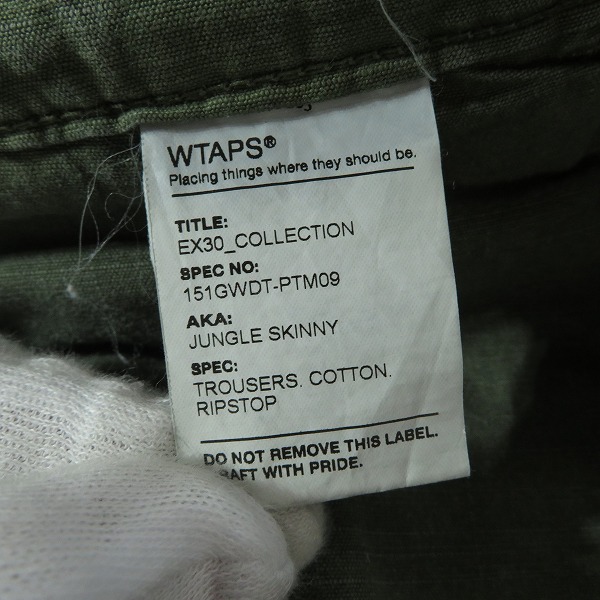 WTAPS®
Placing things where they should be.
TITLE:
EX30_COLLECTION
SPEC NO:
151GWDT-PTM09
AKA:
JUNGLE SKINNY
SPEC:
TROUSERS. COTTON.
RIPSTOP
DO NOT REMOVE THIS LABEL.
RAFT WITH PRIDE.